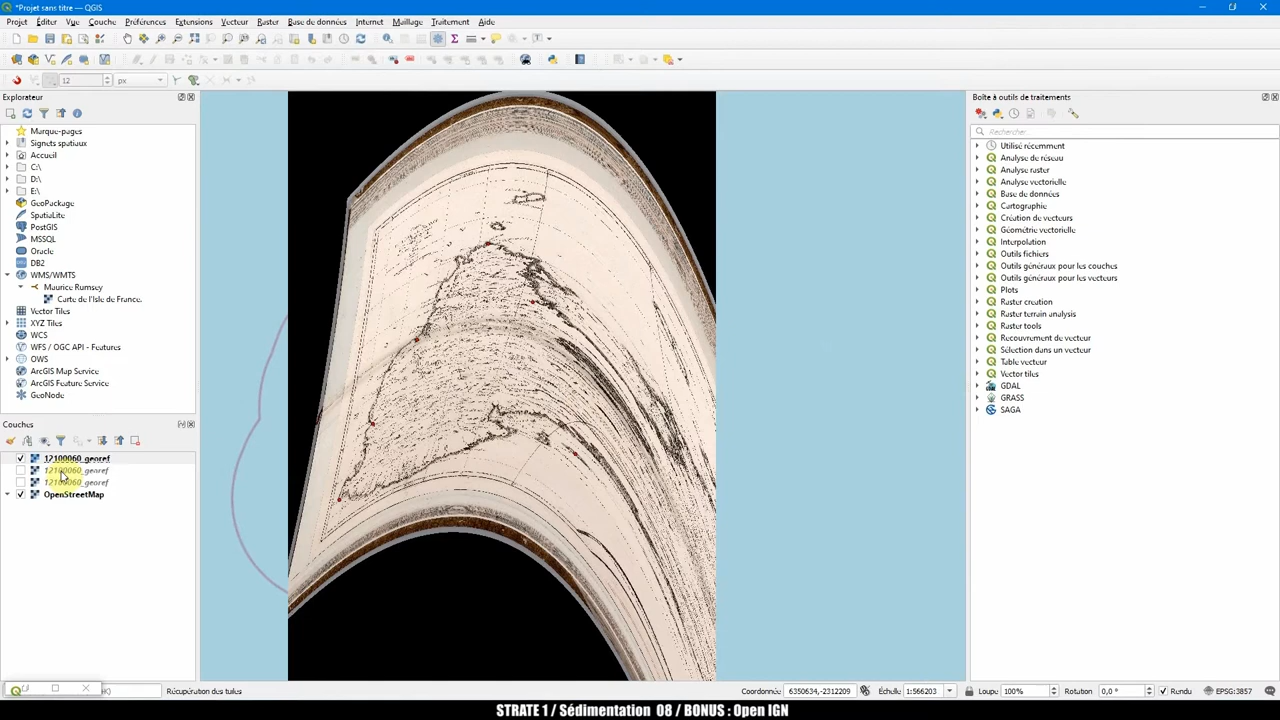 *Projet sans titre — QGIS
Projet Éditer Vue Couche Préférences Extensions Vecteur Raster Base de données Internet Maillage Traitement Aide
12 px
Explorateur
Marque-pages
Signets spatiaux
Accueil
C:\
D:\
E:\
GeoPackage
SpatiaLite
PostGIS
MSSQL
Oracle
DB2
WMS/WMTS
Maurice Rumsey
Carte de l'Isle de France.
Vector Tiles
XYZ Tiles
WCS
WFS / OGC API - Features
OWS
ArcGIS Map Service
ArcGIS Feature Service
GeoNode
Couches
12100060_georef
12100060_georef
12100060_georef
OpenStreetMap
Boîte à outils de traitements
Rechercher...
Utilisé récemment
Analyse de réseau
Analyse raster
Analyse vectorielle
Base de données
Cartographie
Création de vecteurs
Géométrie vectorielle
Interpolation
Outils fichiers
Outils généraux pour les couches
Outils généraux pour les vecteurs
Plots
Raster creation
Raster terrain analysis
Raster tools
Recouvrement de vecteur
Sélection dans un vecteur
Table vecteur
Vector tiles
GDAL
GRASS
SAGA
Récupération des tuiles Coordonnée 6350634,-2312209 Échelle 1:566203 Loupe 100% Rotation 0,0 ° Rendu EPSG:3857
STRATE 1 / Sédimentation 08 / BONUS : Open IGN